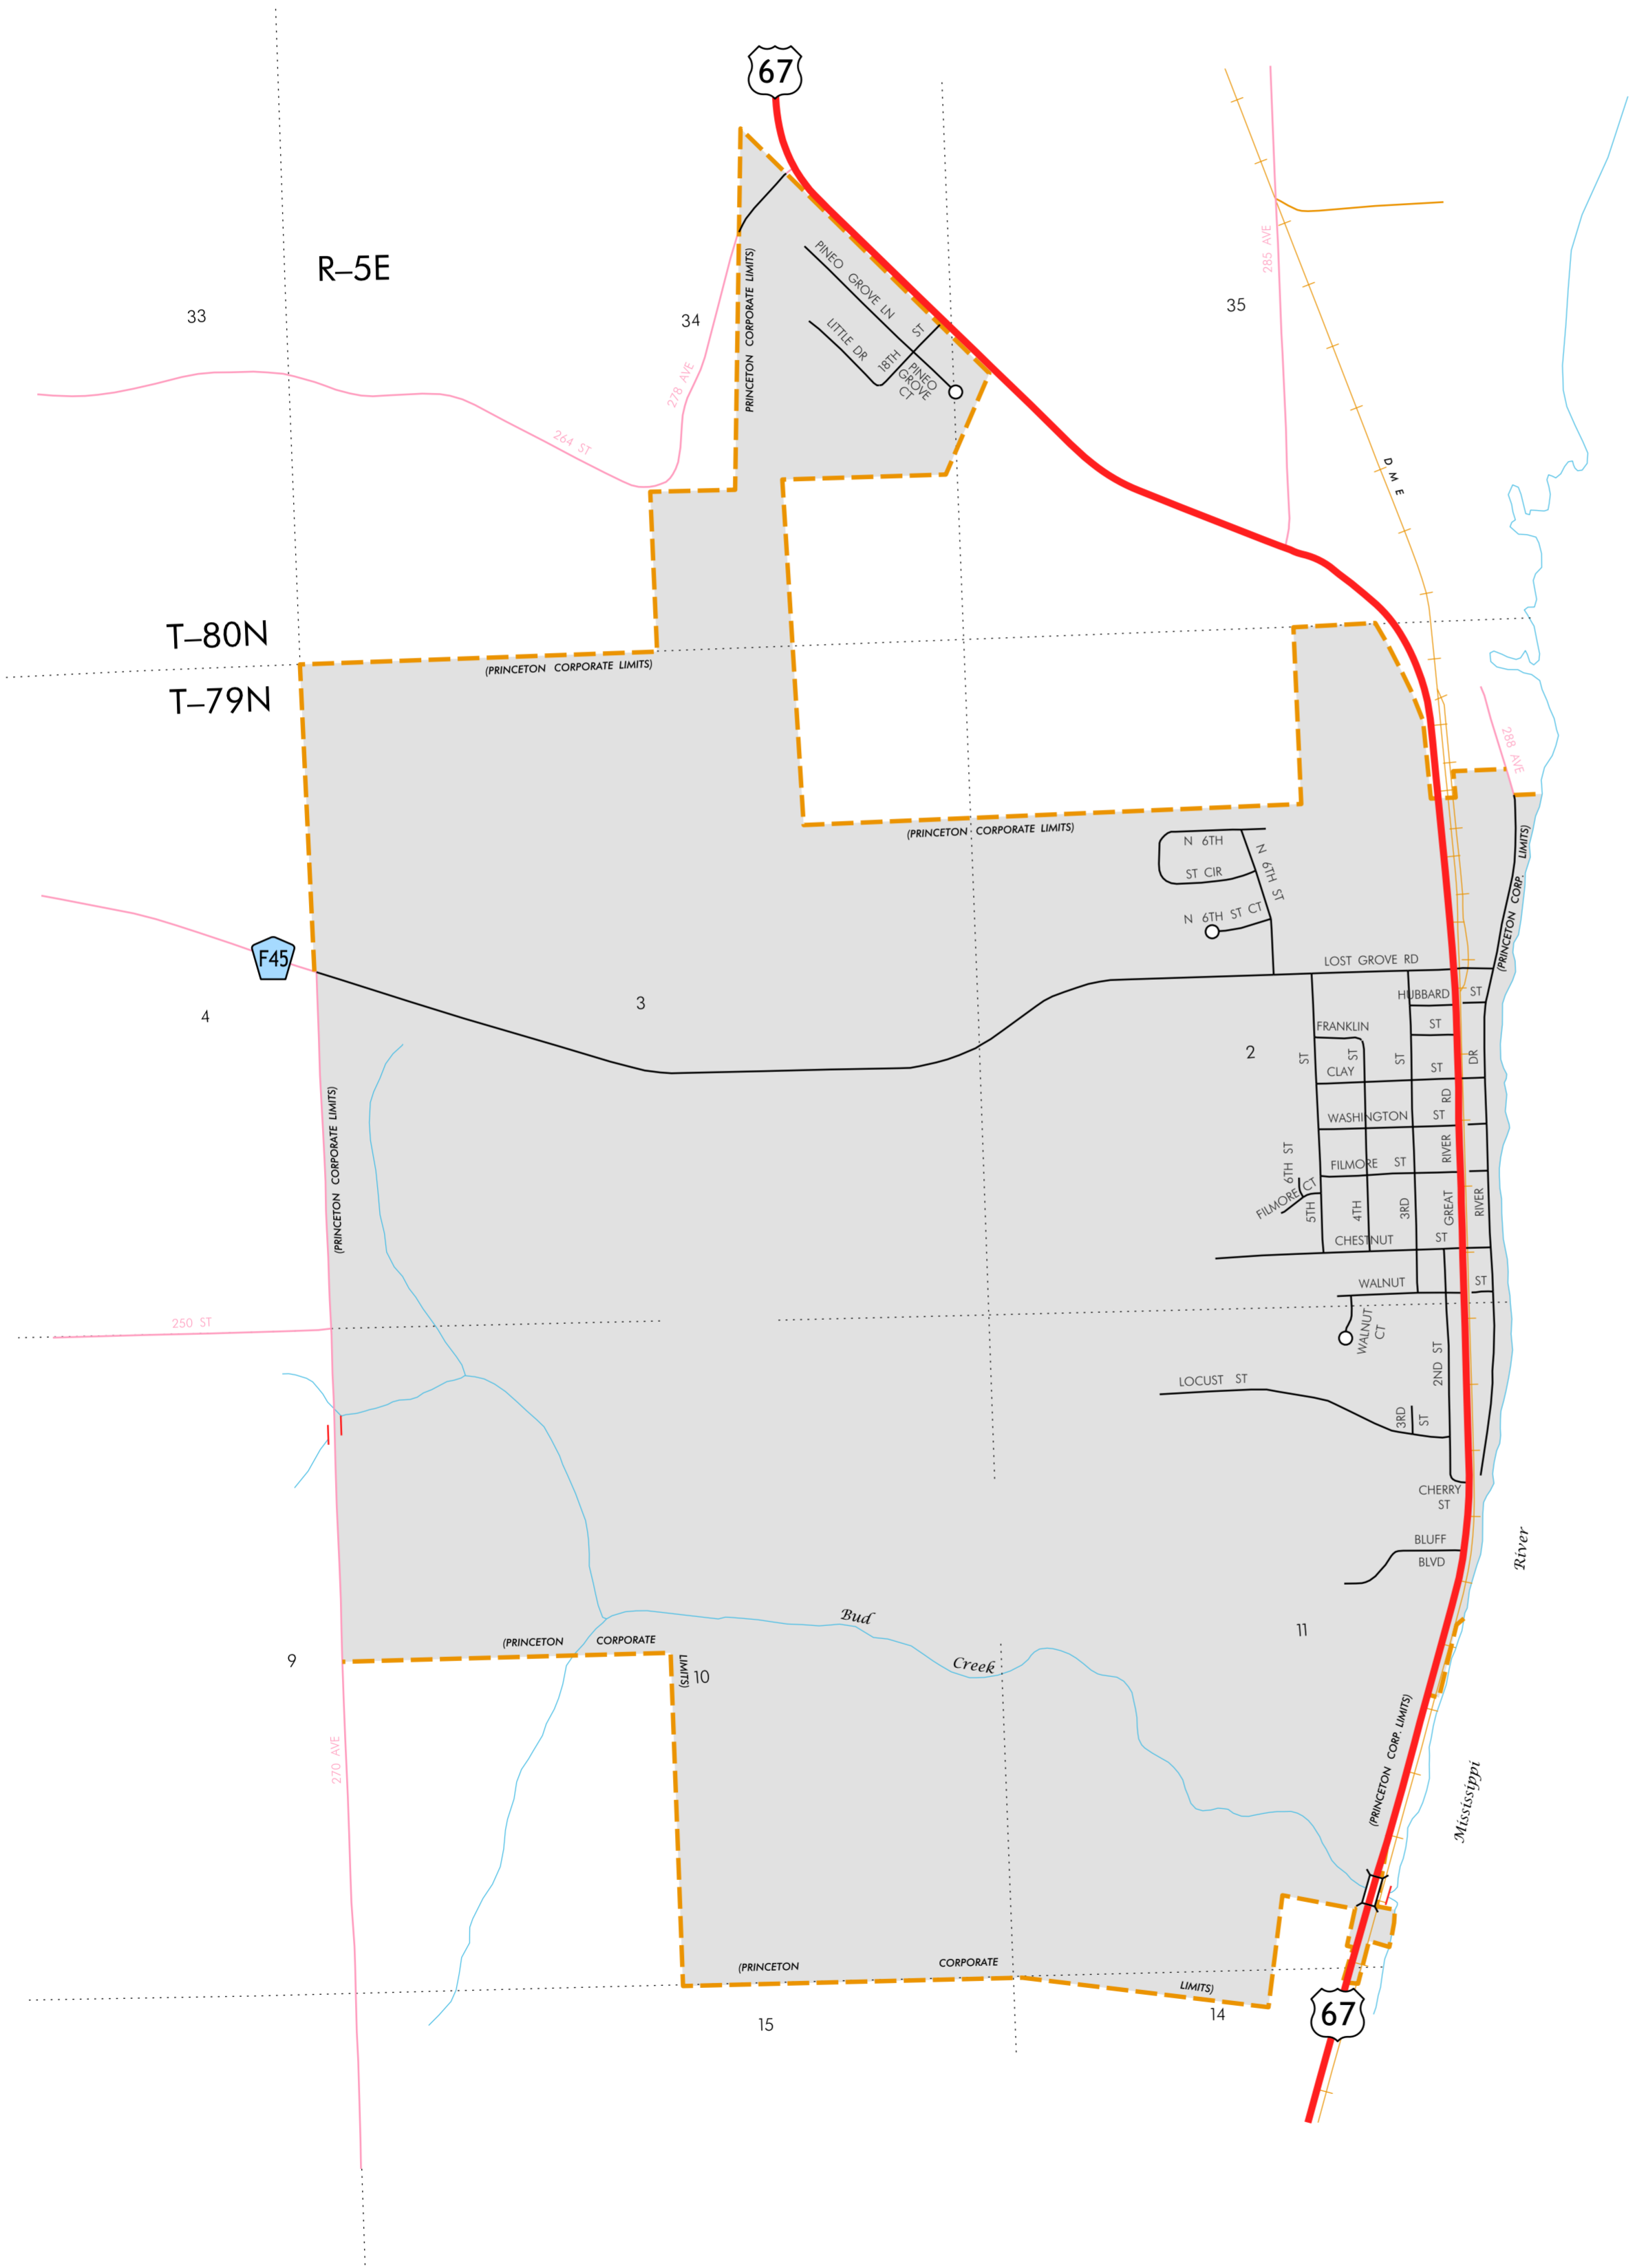 67
R–5E
33
34
35
285 AVE
(PRINCETON CORPORATE LIMITS)
PINEO GROVE LN
LITTLE DR
18TH ST
PINEO
GROVE
CT
278 AVE
264 ST
D M E
T–80N
T–79N
(PRINCETON CORPORATE LIMITS)
288 AVE
(PRINCETON CORPORATE LIMITS)
(PRINCETON CORP. LIMITS)
N 6TH
ST CIR
N 6TH ST
N 6TH ST CT
F45
4
3
2
LOST GROVE RD
HUBBARD ST
FRANKLIN ST
CLAY ST
WASHINGTON ST
FILMORE ST
6TH ST
FILMORE CT
5TH ST
4TH ST
3RD ST
GREAT RIVER RD
RIVER DR
CHESTNUT ST
WALNUT ST
WALNUT
CT
(PRINCETON CORPORATE LIMITS)
250 ST
2ND ST
LOCUST ST
3RD
ST
CHERRY
ST
BLUFF
BLVD
River
Mississippi
Bud
Creek
(PRINCETON CORPORATE
LIMITS)
9
10
11
270 AVE
(PRINCETON CORP. LIMITS)
(PRINCETON CORPORATE LIMITS)
15
14
67